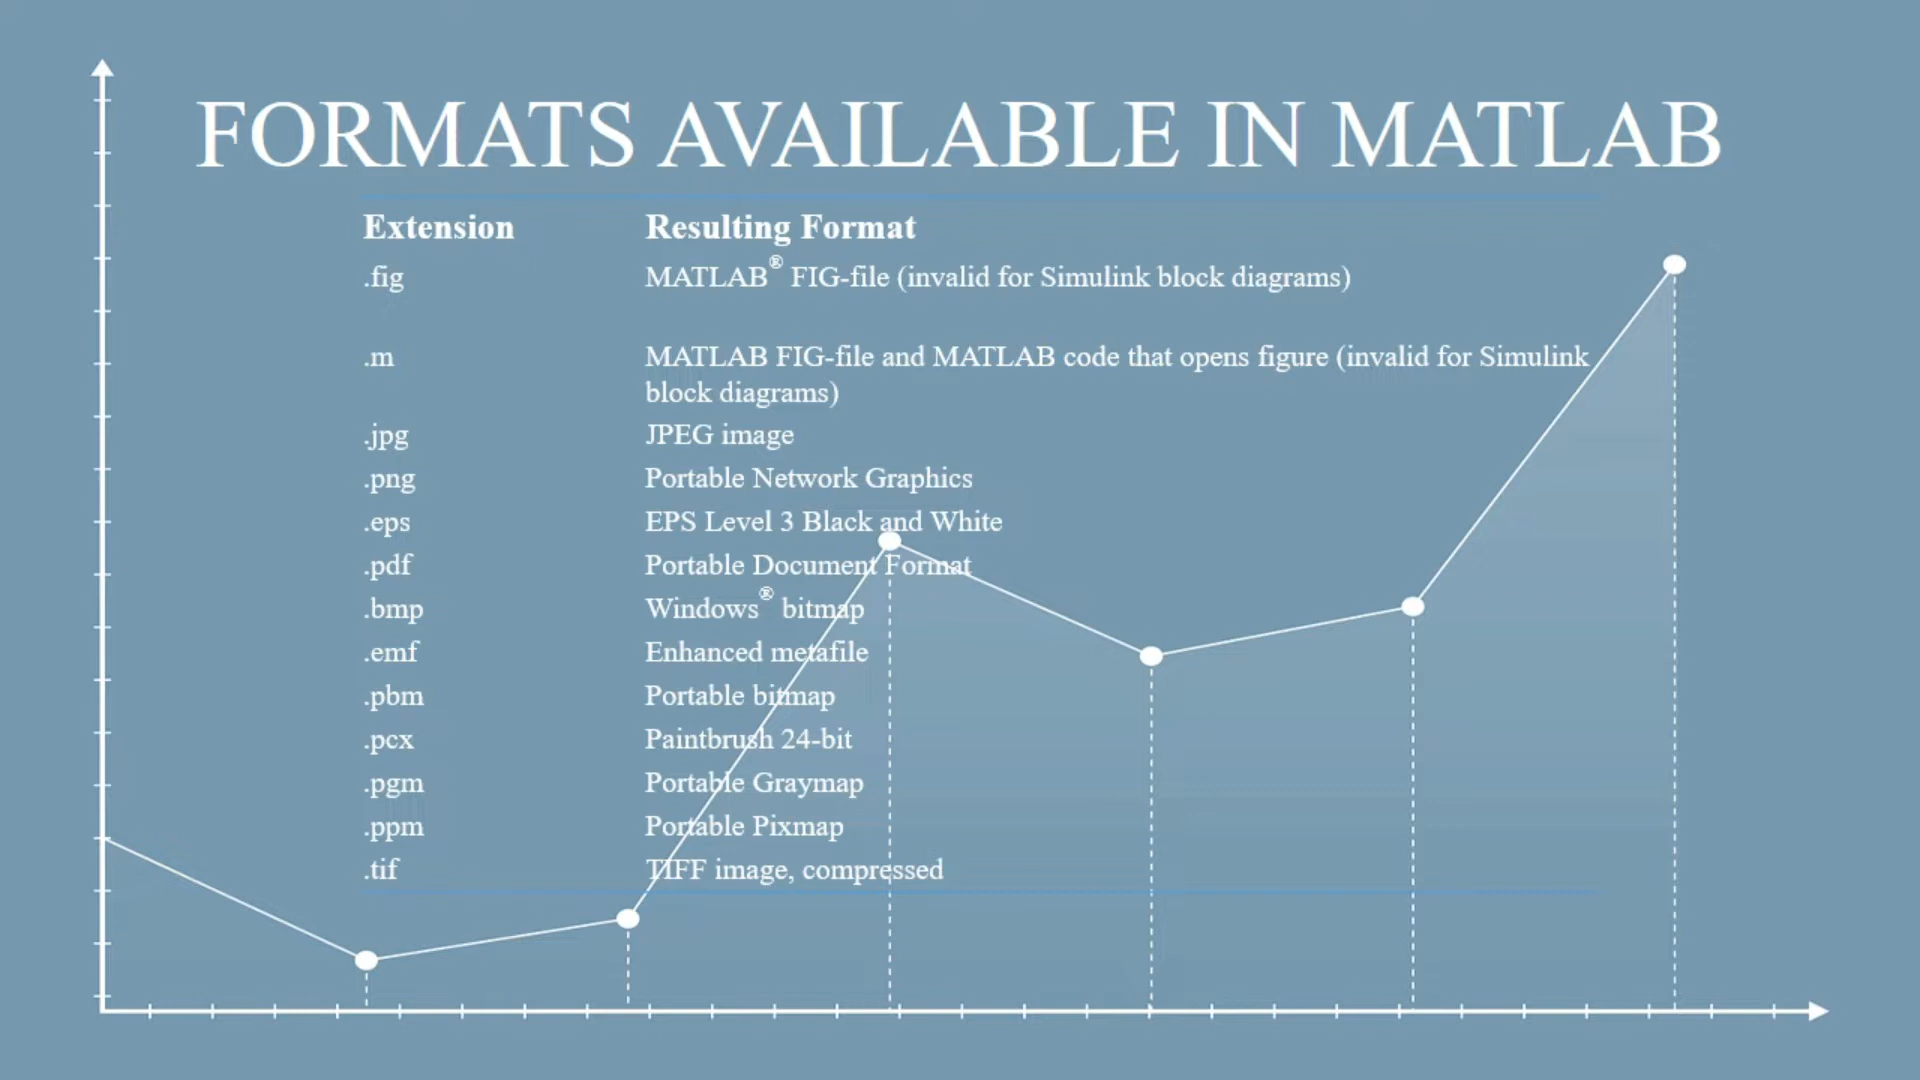 FORMATS AVAILABLE IN MATLAB
Extension Resulting Format
.fig MATLAB® FIG-file (invalid for Simulink block diagrams)
.m MATLAB FIG-file and MATLAB code that opens figure (invalid for Simulink
block diagrams)
.jpg JPEG image
.png Portable Network Graphics
.eps EPS Level 3 Black and White
.pdf Portable Document Format
.bmp Windows® bitmap
.emf Enhanced metafile
.pbm Portable bitmap
.pcx Paintbrush 24-bit
.pgm Portable Graymap
.ppm Portable Pixmap
.tif TIFF image, compressed